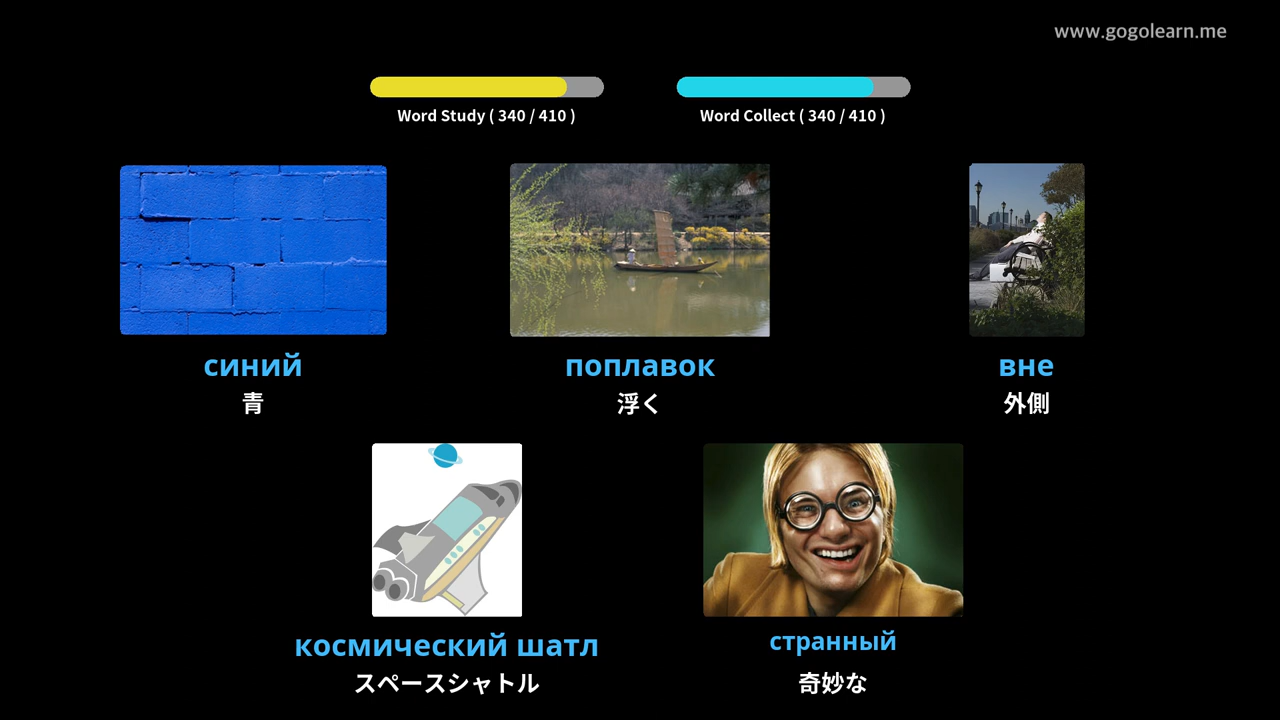 www.gogolearn.me
Word Study ( 340 / 410 )
Word Collect ( 340 / 410 )
синий
青
поплавок
浮く
вне
外側
космический шатл
スペースシャトル
странный
奇妙な